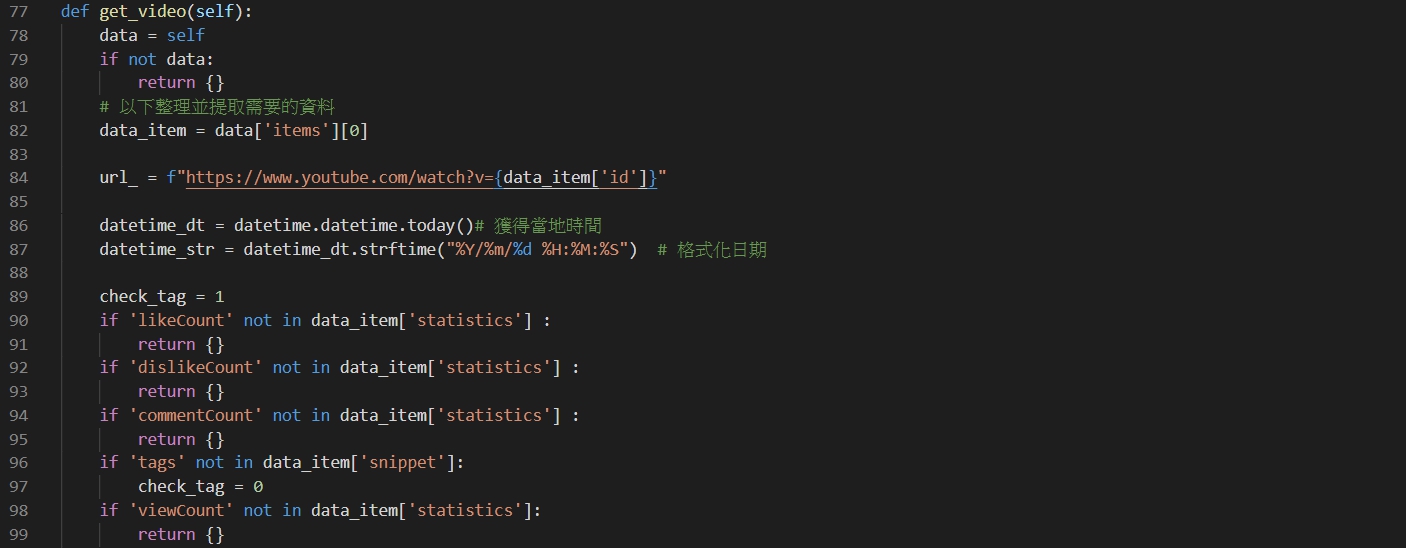 77 def get_video(self):
78 data = self
79 if not data:
80 return {}
81 # 以下整理並提取需要的資料
82 data_item = data['items'][0]
83
84 url_ = f"https://www.youtube.com/watch?v={data_item['id']}"
85
86 datetime_dt = datetime.datetime.today()# 獲得當地時間
87 datetime_str = datetime_dt.strftime("%Y/%m/%d %H:%M:%S")  # 格式化日期
88
89 check_tag = 1
90 if 'likeCount' not in data_item['statistics'] :
91 return {}
92 if 'dislikeCount' not in data_item['statistics'] :
93 return {}
94 if 'commentCount' not in data_item['statistics'] :
95 return {}
96 if 'tags' not in data_item['snippet']:
97 check_tag = 0
98 if 'viewCount' not in data_item['statistics']:
99 return {}